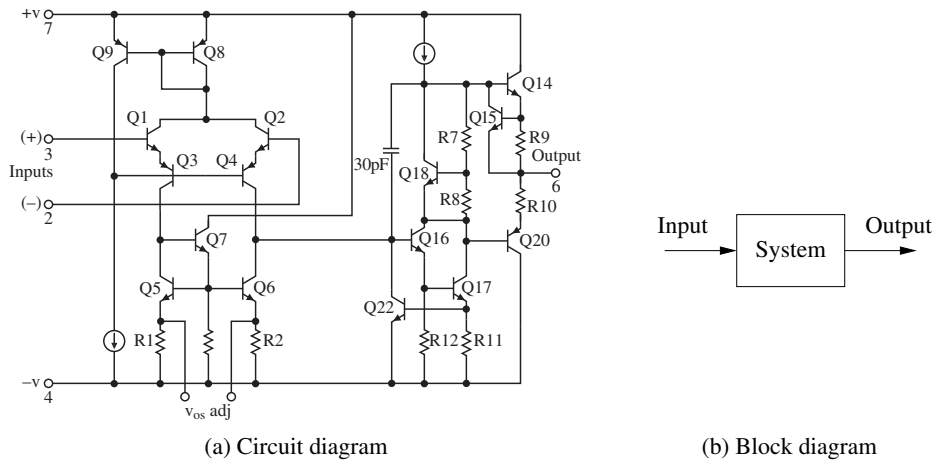 +v
7
Q9
Q8
Q14
Q1
Q2
Q15
(+)
3
R7
R9
Inputs
Q3
Q4
30pF
Q18
Output
6
(−)
2
R8
R10
Q7
Q16
Q20
Input
System
Output
Q5
Q6
Q22
Q17
R1
R2
R12
R11
−v
4
vos adj
(a) Circuit diagram
(b) Block diagram